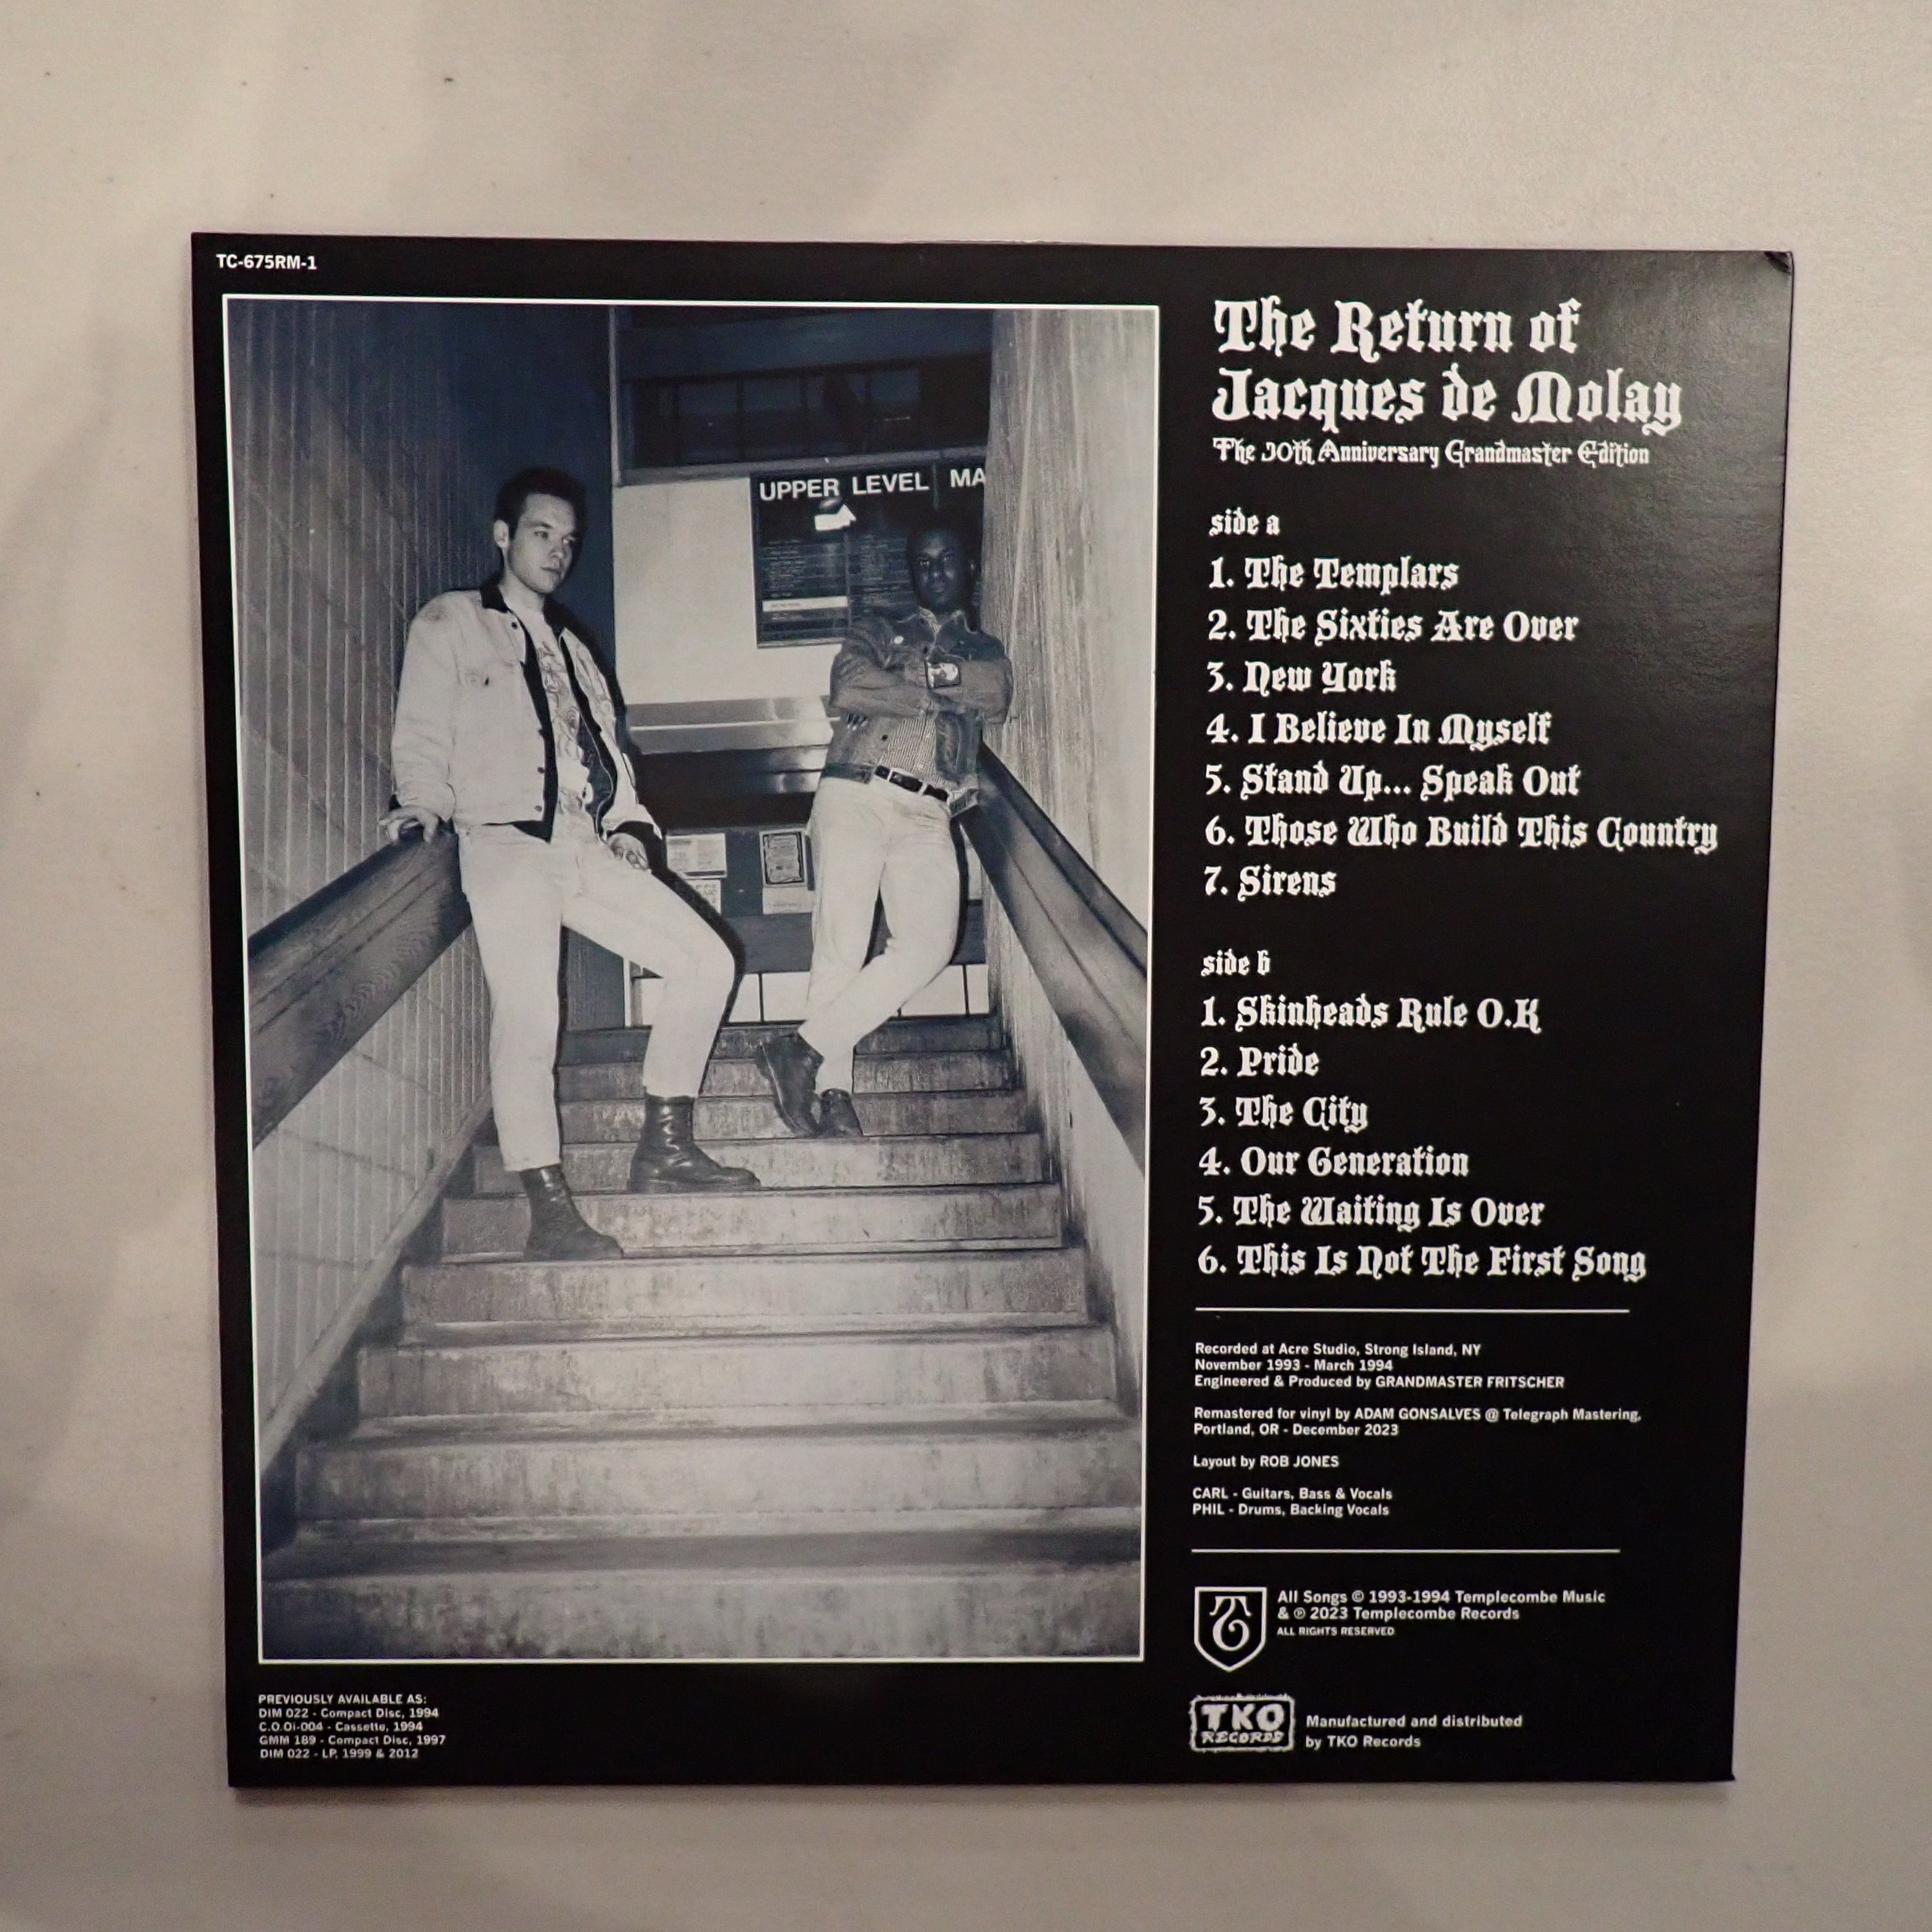 TC-675RM-1
UPPER LEVEL MA
The Return of
Jacques de Molay
The 30th Anniversary Grandmaster Edition
side a
1. The Templars
2. The Sixties Are Over
3. New York
4. I Believe In Myself
5. Stand Up... Speak Out
6. Those Who Build This Country
7. Sirens
side b
1. Skinheads Rule O.K
2. Pride
3. The City
4. Our Generation
5. The Waiting Is Over
6. This Is Not The First Song
Recorded at Acre Studio, Strong Island, NY
November 1993 - March 1994
Engineered & Produced by GRANDMASTER FRITSCHER
Remastered for vinyl by ADAM GONSALVES @ Telegraph Mastering,
Portland, OR - December 2023
Layout by ROB JONES
CARL - Guitars, Bass & Vocals
PHIL - Drums, Backing Vocals
All Songs © 1993-1994 Templecombe Music
& ℗ 2023 Templecombe Records
ALL RIGHTS RESERVED
TKO
RECORDS
Manufactured and distributed
by TKO Records
PREVIOUSLY AVAILABLE AS:
DIM 022 - Compact Disc, 1994
C.O.Oi-004 - Cassette, 1994
GMM 189 - Compact Disc, 1997
DIM 022 - LP, 1999 & 2012